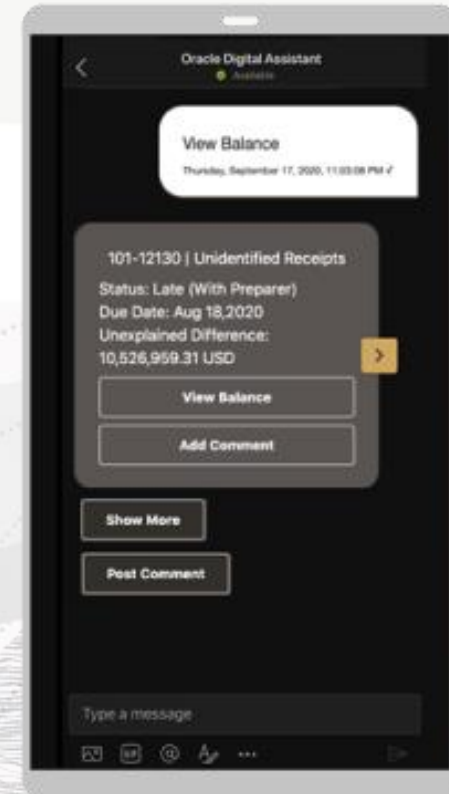 Oracle Digital Assistant
Available
View Balance
Thursday, September 17, 2020, 11:03:08 PM ✓
101-12130 | Unidentified Receipts
Status: Late (With Preparer)
Due Date: Aug 18,2020
Unexplained Difference:
10,526,959.31 USD
View Balance
Add Comment
Show More
Post Comment
Type a message
GIF